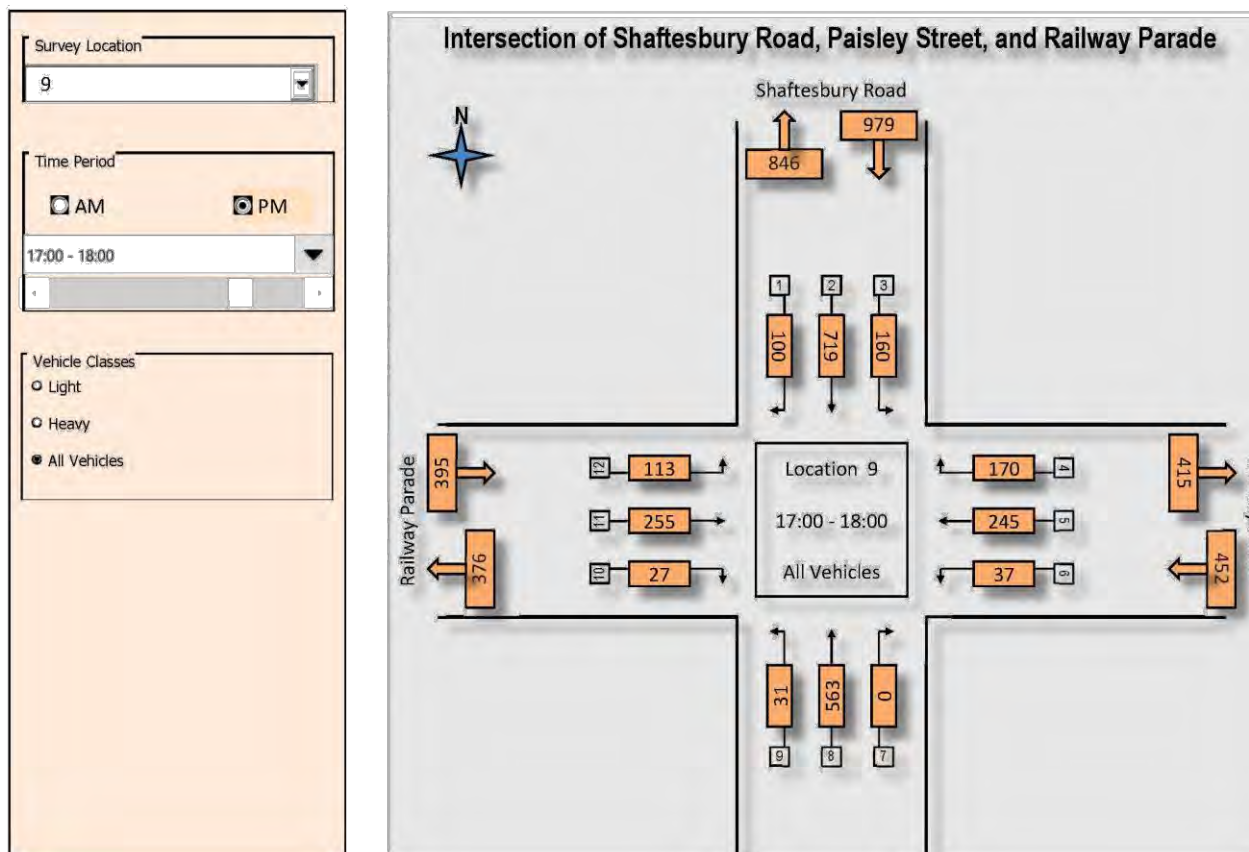 Survey Location
9
Time Period
AM
PM
17:00 - 18:00
Vehicle Classes
Light
Heavy
All Vehicles
Intersection of Shaftesbury Road, Paisley Street, and Railway Parade
Shaftesbury Road
N
846
979
1
2
3
100
719
160
Railway Parade
395
376
12
113
11
255
10
27
Location 9
17:00 - 18:00
All Vehicles
170
4
245
5
37
6
415
452
31
563
0
9
8
7